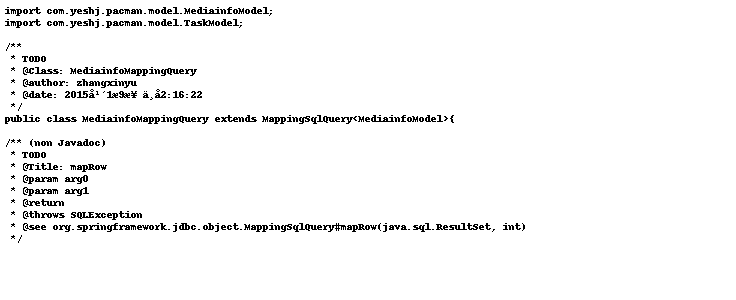 import com.yeshj.pacman.model.MediainfoModel;
import com.yeshj.pacman.model.TaskModel;
/**
* TODO
* @Class: MediainfoMappingQuery
* @author: zhangxinyu
* @date: 2015å¹´1æ9æ¥ ä¸å2:16:22
*/
public class MediainfoMappingQuery extends MappingSqlQuery<MediainfoModel>{
/** (non Javadoc)
* TODO
* @Title: mapRow
* @param arg0
* @param arg1
* @return
* @throws SQLException
* @see org.springframework.jdbc.object.MappingSqlQuery#mapRow(java.sql.ResultSet, int)
*/